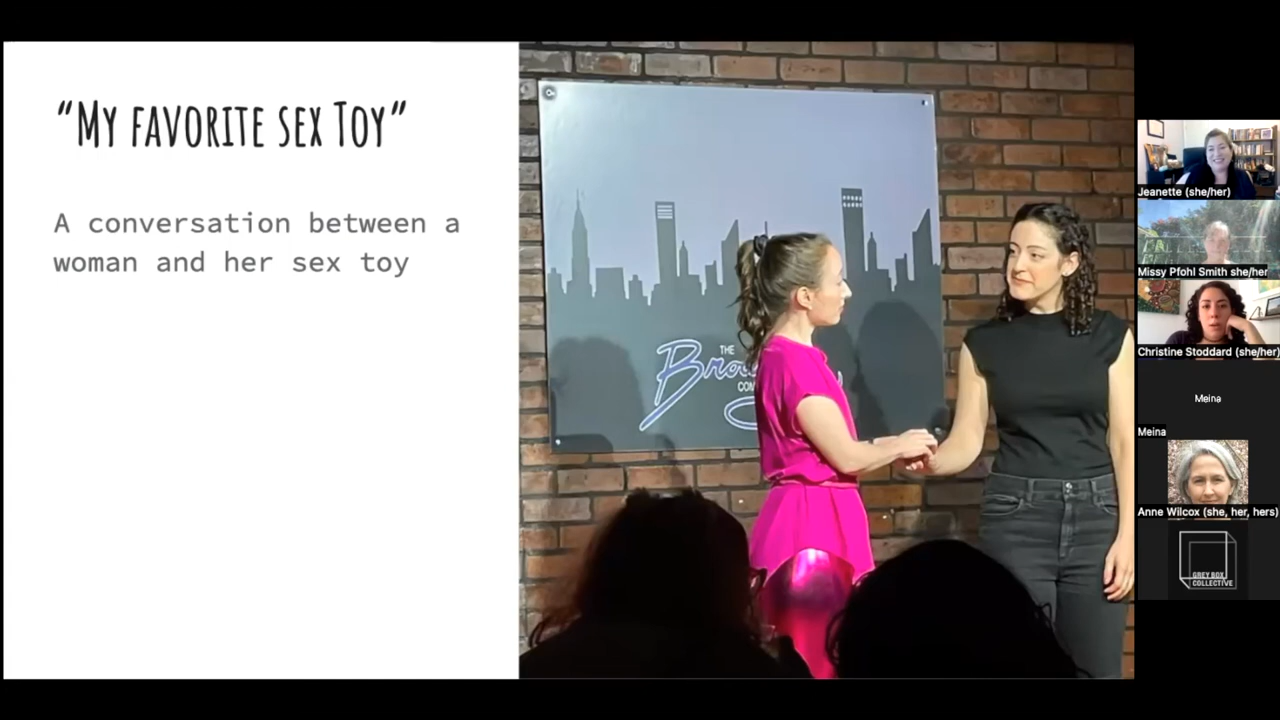 “My favorite sex Toy”
A conversation between a
woman and her sex toy
THE
Jeanette (she/her)
Missy Pfohl Smith she/her
Christine Stoddard (she/her)
Meina
Meina
Anne Wilcox (she, her, hers)
GREY BOX
COLLECTIVE